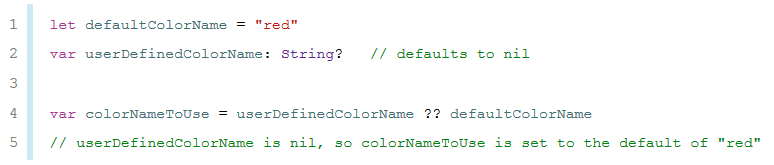 1 let defaultColorName = "red"
2 var userDefinedColorName: String?   // defaults to nil
3
4 var colorNameToUse = userDefinedColorName ?? defaultColorName
5 // userDefinedColorName is nil, so colorNameToUse is set to the default of "red"